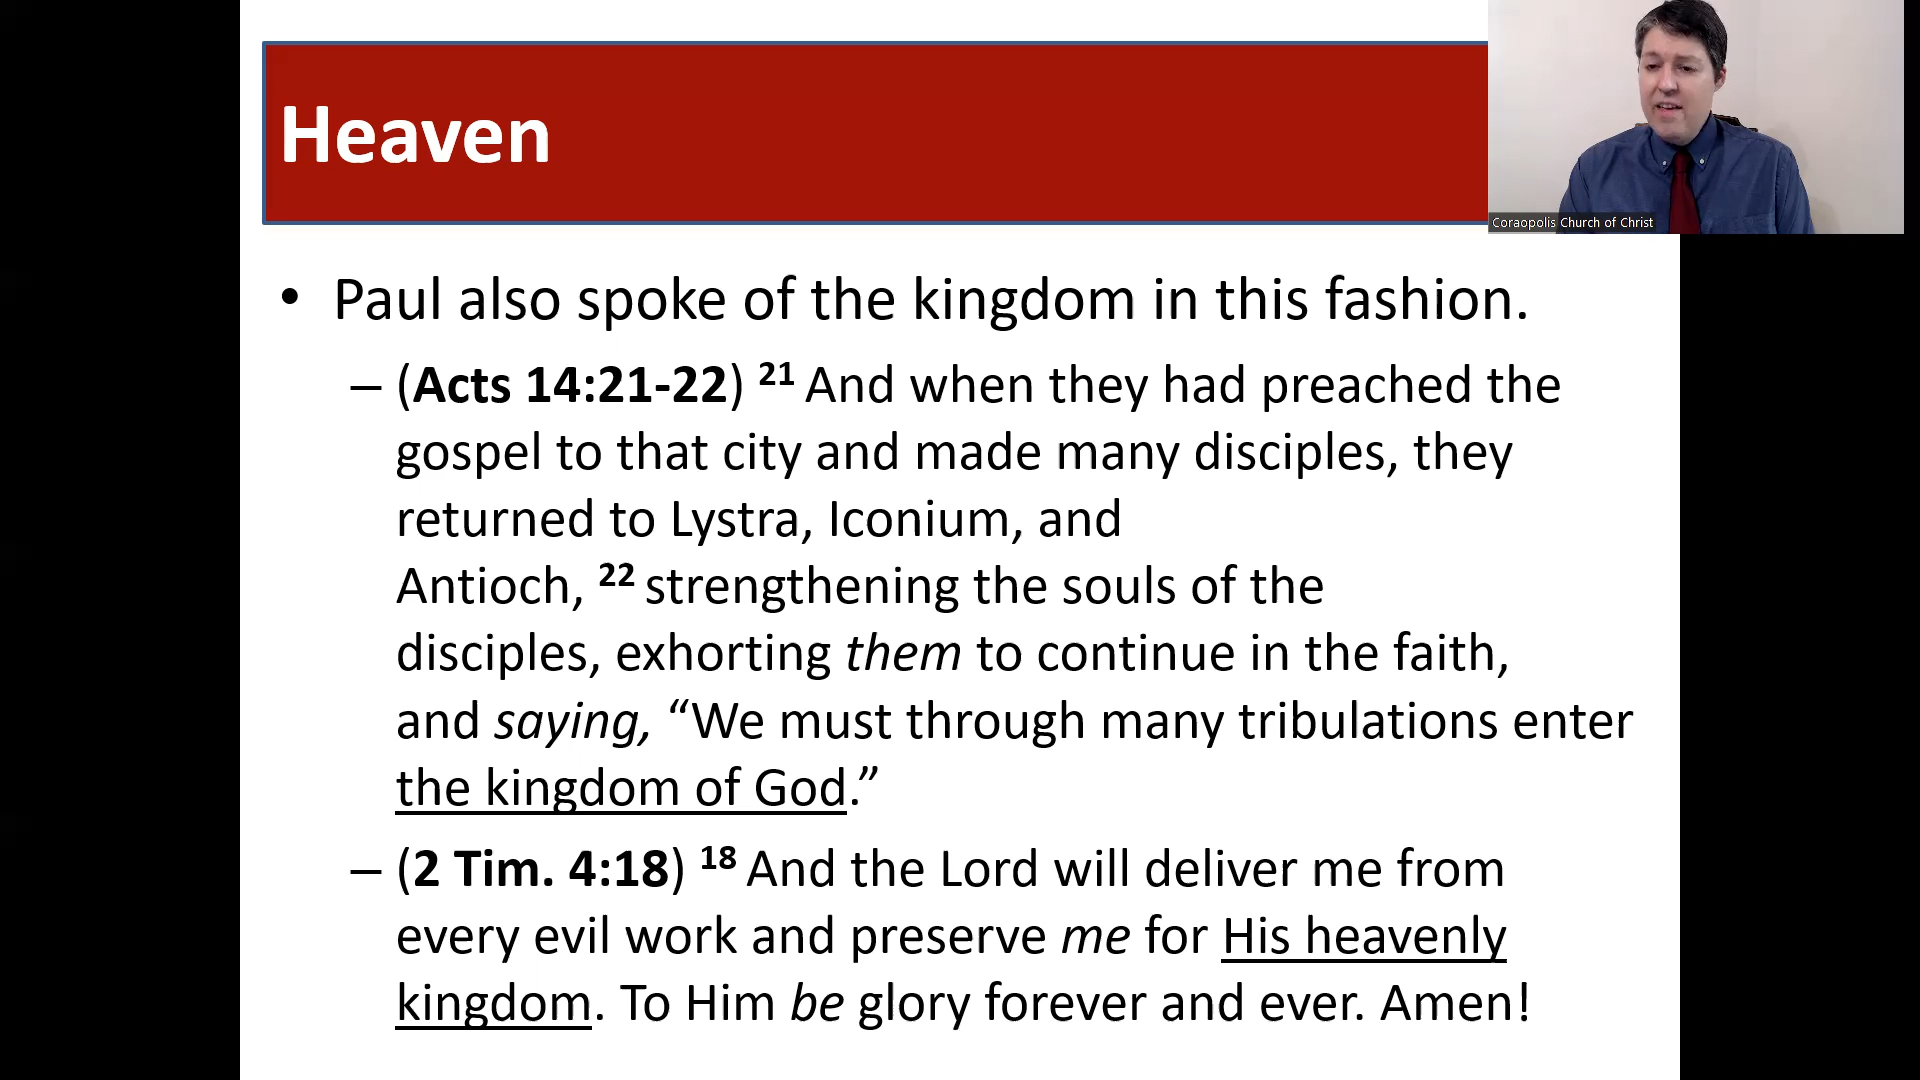 Heaven
Coraopolis Church of Christ
• Paul also spoke of the kingdom in this fashion.
– (Acts 14:21-22) 21 And when they had preached the
gospel to that city and made many disciples, they
returned to Lystra, Iconium, and
Antioch, 22 strengthening the souls of the
disciples, exhorting them to continue in the faith,
and saying, “We must through many tribulations enter
the kingdom of God.”
– (2 Tim. 4:18) 18 And the Lord will deliver me from
every evil work and preserve me for His heavenly
kingdom. To Him be glory forever and ever. Amen!